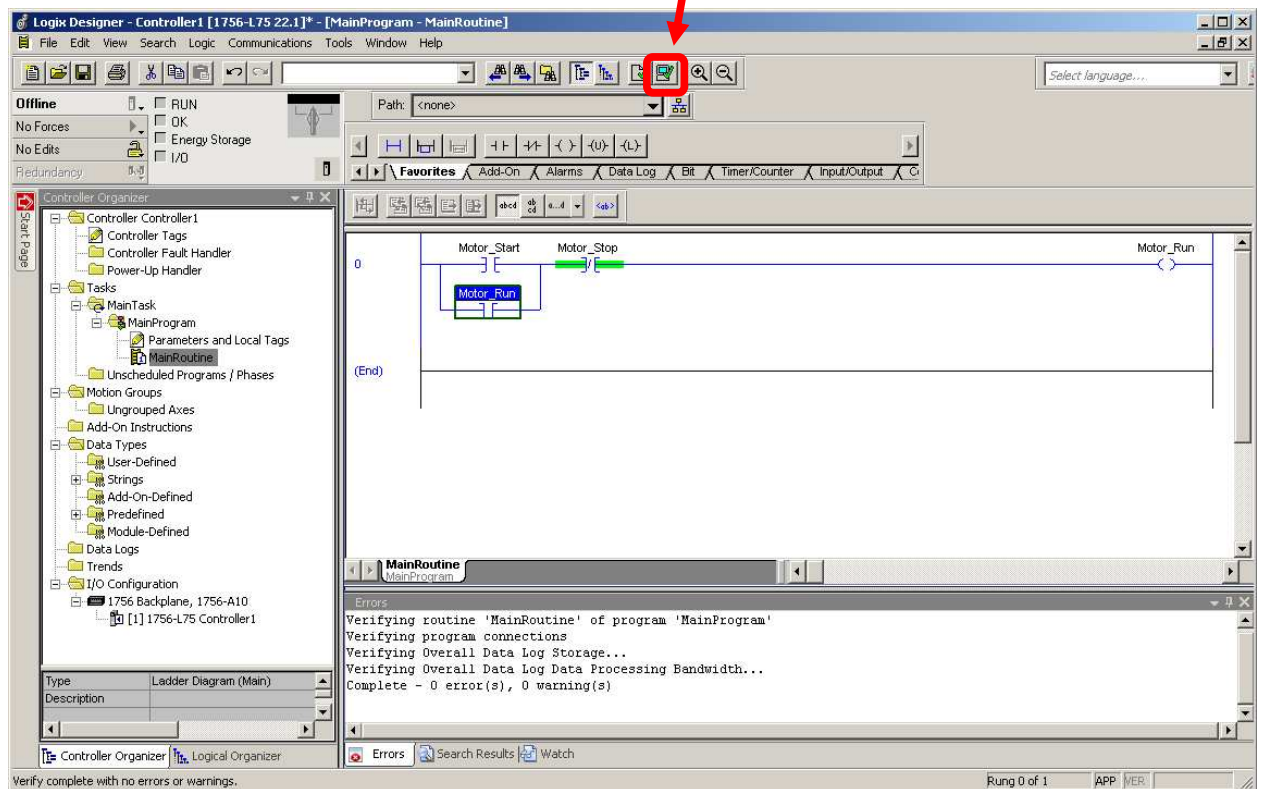 Logix Designer - Controller1 [1756-L75 22.1]* - [MainProgram - MainRoutine]
File Edit View Search Logic Communications Tools Window Help
Select language...
Offline
RUN
Path: <none>
No Forces
OK
No Edits
Energy Storage
I/O
Redundancy
Favorites Add-On Alarms Data Log Bit Timer/Counter Input/Output
Start Page
Controller Organizer
Controller Controller1
Controller Tags
Controller Fault Handler
Power-Up Handler
Tasks
MainTask
MainProgram
Parameters and Local Tags
MainRoutine
Unscheduled Programs / Phases
Motion Groups
Ungrouped Axes
Add-On Instructions
Data Types
User-Defined
Strings
Add-On-Defined
Predefined
Module-Defined
Data Logs
Trends
I/O Configuration
1756 Backplane, 1756-A10
[1] 1756-L75 Controller1
Type Ladder Diagram (Main)
Description
Controller Organizer Logical Organizer
abcd ab cd a...d <ab>
Motor_Start Motor_Stop Motor_Run
0
Motor_Run
(End)
MainRoutine
MainProgram
Errors
Verifying routine 'MainRoutine' of program 'MainProgram'
Verifying program connections
Verifying Overall Data Log Storage...
Verifying Overall Data Log Data Processing Bandwidth...
Complete - 0 error(s), 0 warning(s)
Errors Search Results Watch
Verify complete with no errors or warnings.
Rung 0 of 1 APP VER